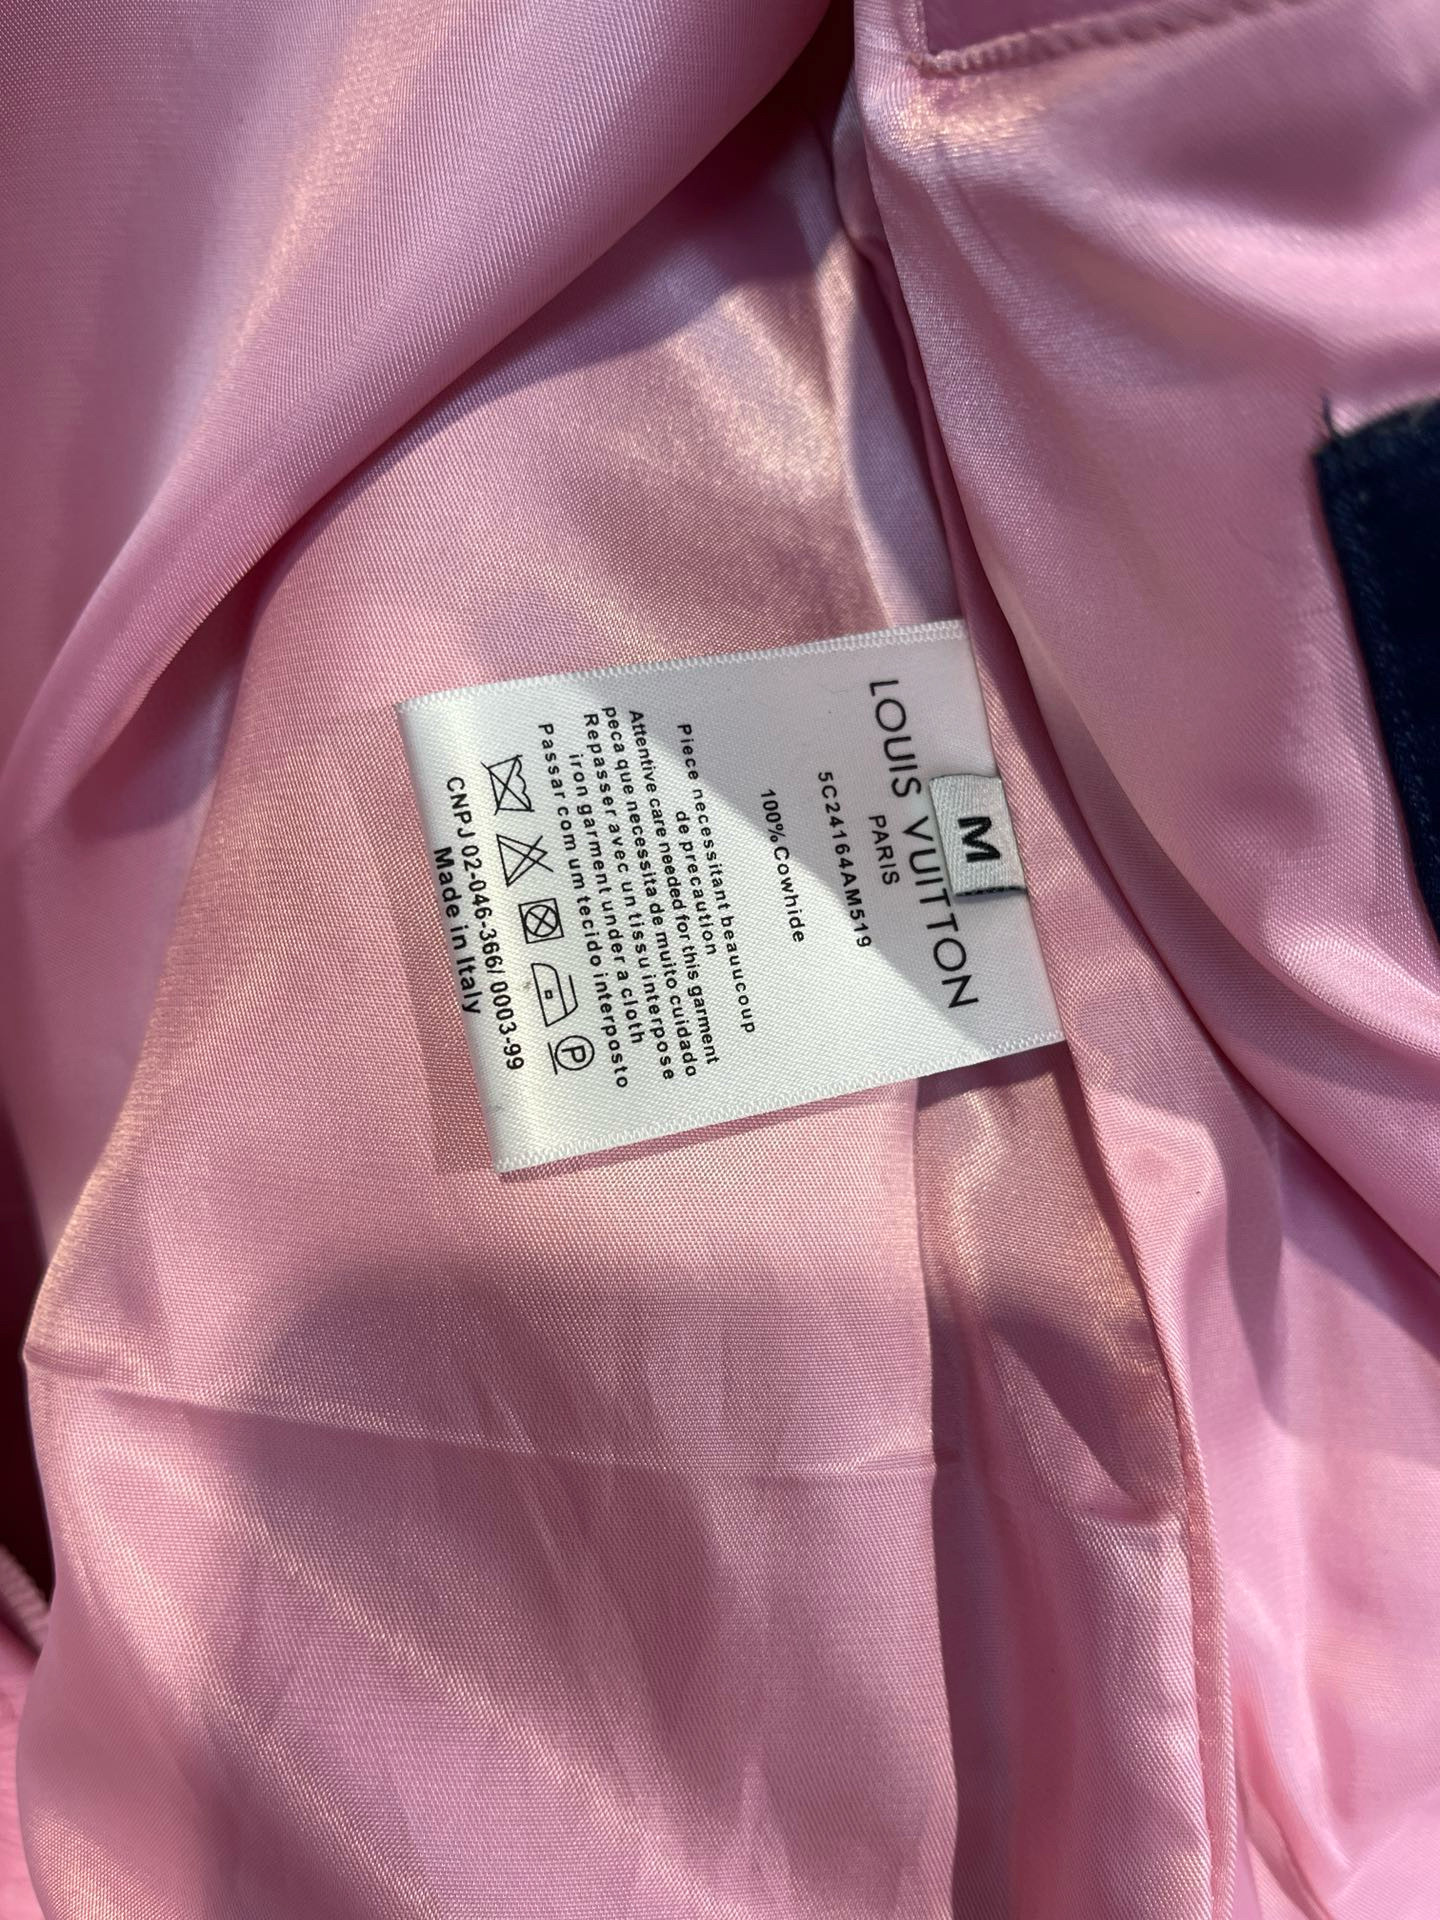 M
LOUIS VUITTON
PARIS
5C24164AM519
100%Cowhide
Piece necessitant beauucoup
de precaution
Attentive care needed for this garment
peca que necessita de muito cuidado
Repasser avec un tissu interpose
iron garment under a cloth
Passar com um tecido interposto
P
CNPJ 02-046-366/ 0003-99
Made in Italy